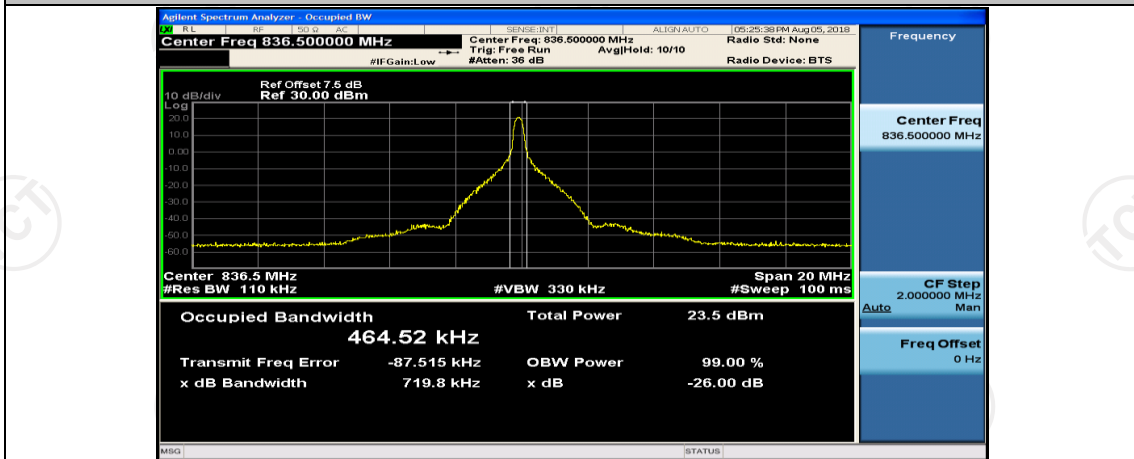 Agilent Spectrum Analyzer - Occupied BW
LXI RL RF 50 Ω AC SENSE:INT ALIGN AUTO 05:25:38 PM Aug 05, 2018
Center Freq 836.500000 MHz
Center Freq: 836.500000 MHz
Radio Std: None
Trig: Free Run Avg|Hold: 10/10
#IFGain:Low #Atten: 36 dB Radio Device: BTS
Ref Offset 7.5 dB
10 dB/div Ref 30.00 dBm
Log
20.0
10.0
0.00
-10.0
-20.0
-30.0
-40.0
-50.0
-60.0
Center 836.5 MHz Span 20 MHz
#Res BW 110 kHz #VBW 330 kHz #Sweep 100 ms
Occupied Bandwidth Total Power 23.5 dBm
464.52 kHz
Transmit Freq Error -87.515 kHz OBW Power 99.00 %
x dB Bandwidth 719.8 kHz x dB -26.00 dB
MSG STATUS
Frequency
Center Freq
836.500000 MHz
CF Step
2.000000 MHz
Auto Man
Freq Offset
0 Hz
TCT
TCT